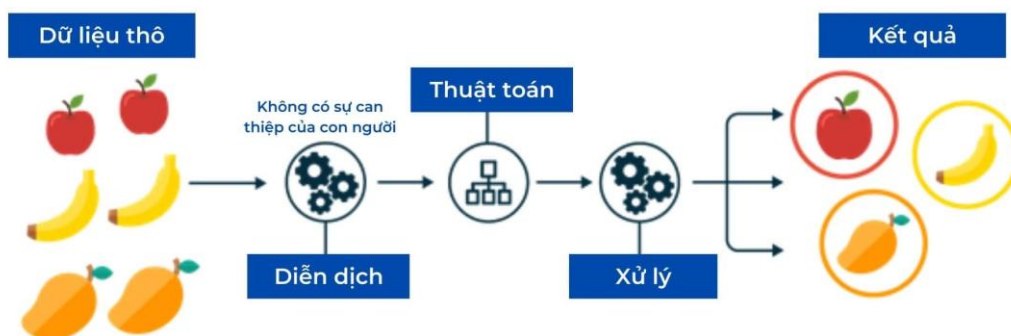 Dữ liệu thô
Kết quả
Thuật toán
Không có sự can
thiệp của con người
Diễn dịch
Xử lý